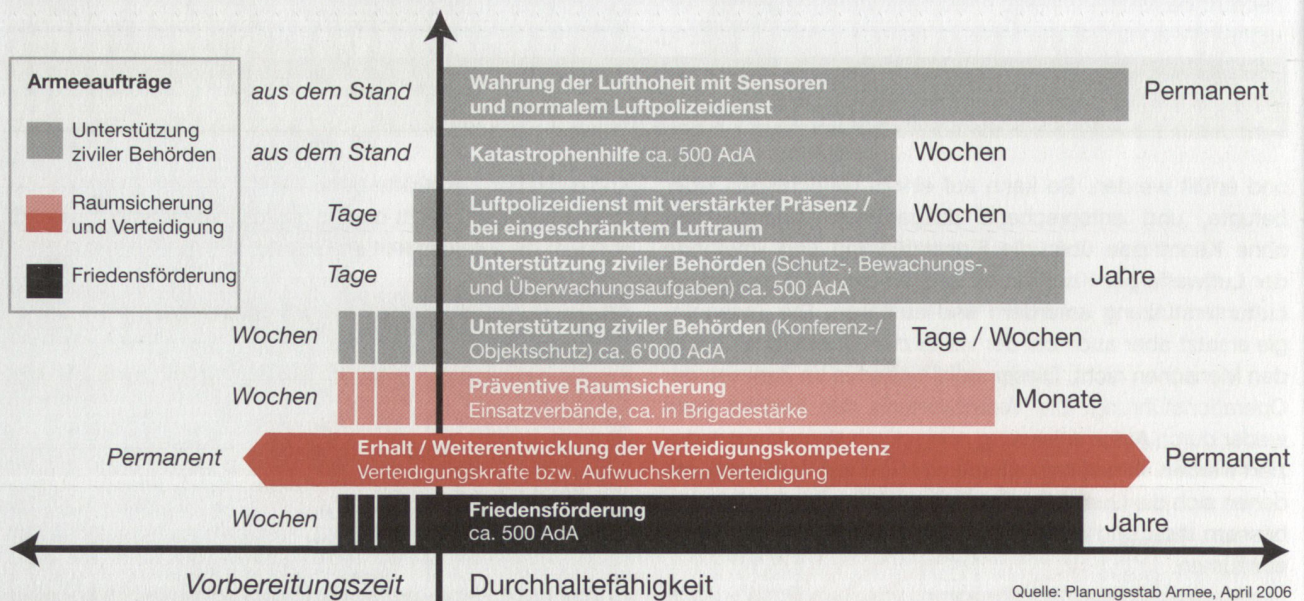 Armeeaufträge
Unterstützung
ziviler Behörden
Raumsicherung
und Verteidigung
Friedensförderung
aus dem Stand
Wahrung der Lufthoheit mit Sensoren
und normalem Luftpolizeidienst
Permanent
aus dem Stand
Katastrophenhilfe ca. 500 AdA
Wochen
Tage
Luftpolizeidienst mit verstärkter Präsenz /
bei eingeschränktem Luftraum
Wochen
Tage
Unterstützung ziviler Behörden (Schutz-, Bewachungs-,
und Überwachungsaufgaben) ca. 500 AdA
Jahre
Wochen
Unterstützung ziviler Behörden (Konferenz-/
Objektschutz) ca. 6'000 AdA
Tage / Wochen
Wochen
Präventive Raumsicherung
Einsatzverbände, ca. in Brigadestärke
Monate
Permanent
Erhalt / Weiterentwicklung der Verteidigungskompetenz
Verteidigungskräfte bzw. Aufwuchskern Verteidigung
Permanent
Wochen
Friedensförderung
ca. 500 AdA
Jahre
Vorbereitungszeit
Durchhaltefähigkeit
Quelle: Planungsstab Armee, April 2006